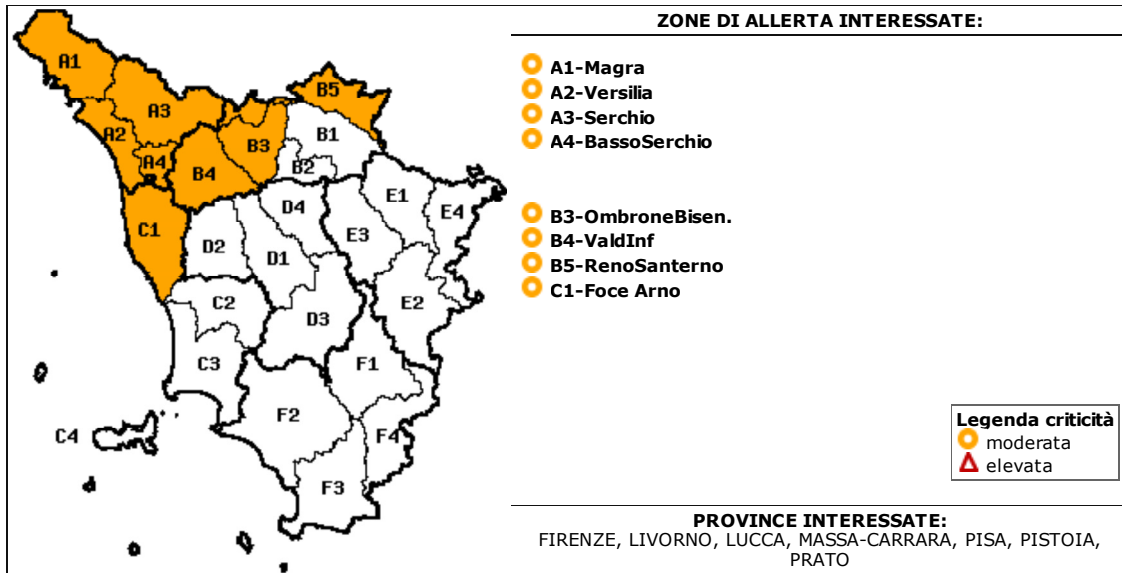 ZONE DI ALLERTA INTERESSATE:
A1-Magra
A2-Versilia
A3-Serchio
A4-BassoSerchio
B3-OmbroneBisen.
B4-ValdInf
B5-RenoSanterno
C1-Foce Arno
A1
B5
A3
A2
B1
B3
A4
B2
B4
E1
D4
E4
C1
E3
D2
D1
C2
E2
D3
C3
F1
F2
C4
F4
F3
Legenda criticità
moderata
elevata
PROVINCE INTERESSATE:
FIRENZE, LIVORNO, LUCCA, MASSA-CARRARA, PISA, PISTOIA,
PRATO